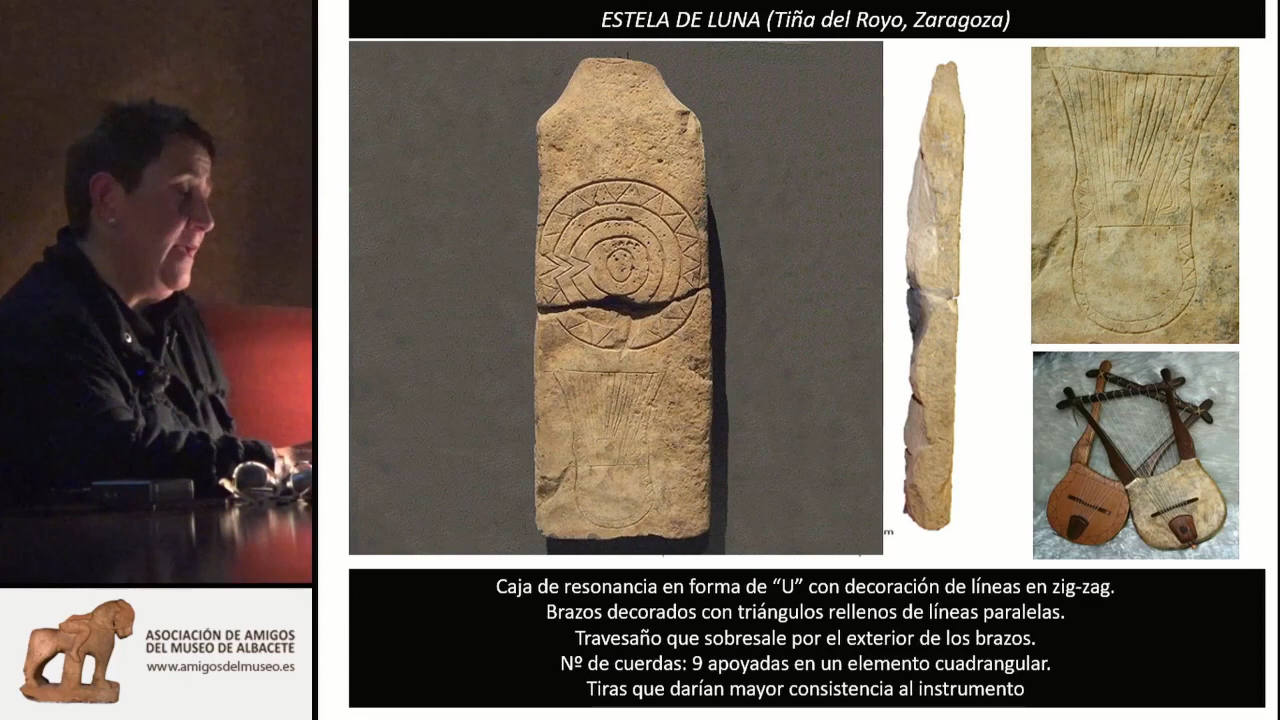 ESTELA DE LUNA (Tiña del Royo, Zaragoza)
m
Caja de resonancia en forma de “U” con decoración de líneas en zig-zag.
Brazos decorados con triángulos rellenos de líneas paralelas.
Travesaño que sobresale por el exterior de los brazos.
Nº de cuerdas: 9 apoyadas en un elemento cuadrangular.
Tiras que darían mayor consistencia al instrumento
ASOCIACIÓN DE AMIGOS
DEL MUSEO DE ALBACETE
www.amigosdelmuseo.es